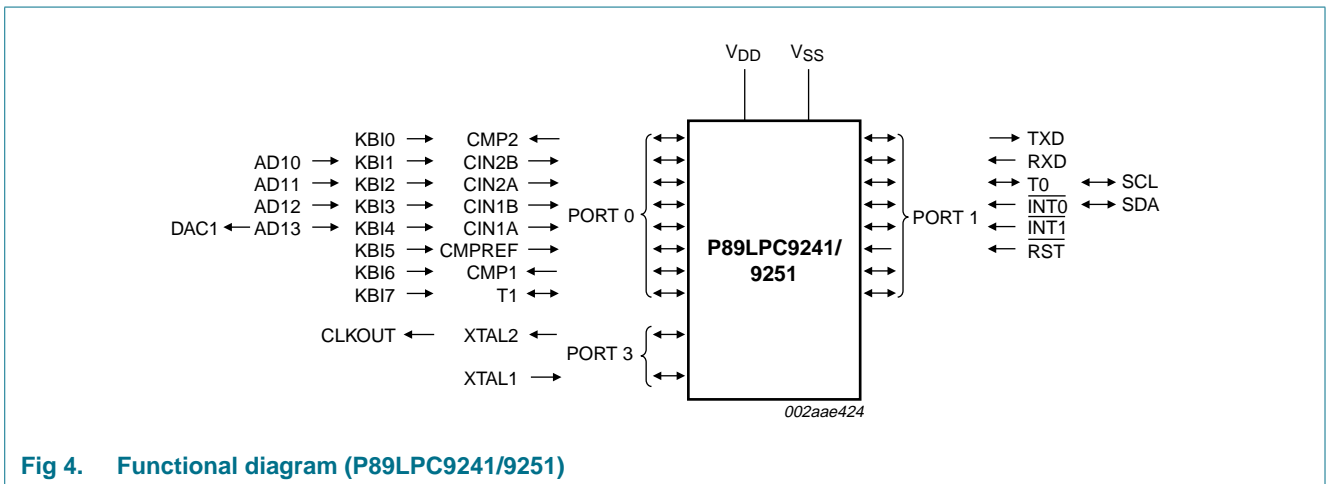 VDD VSS
KBI0 CMP2 TXD
AD10 KBI1 CIN2B RXD
AD11 KBI2 CIN2A T0 SCL
AD12 KBI3 CIN1B INT0 SDA
DAC1 AD13 KBI4 CIN1A PORT 0 PORT 1 INT1
KBI5 CMPREF P89LPC9241/ RST
KBI6 CMP1 9251
KBI7 T1
CLKOUT XTAL2
PORT 3
XTAL1
002aae424
Fig 4. Functional diagram (P89LPC9241/9251)